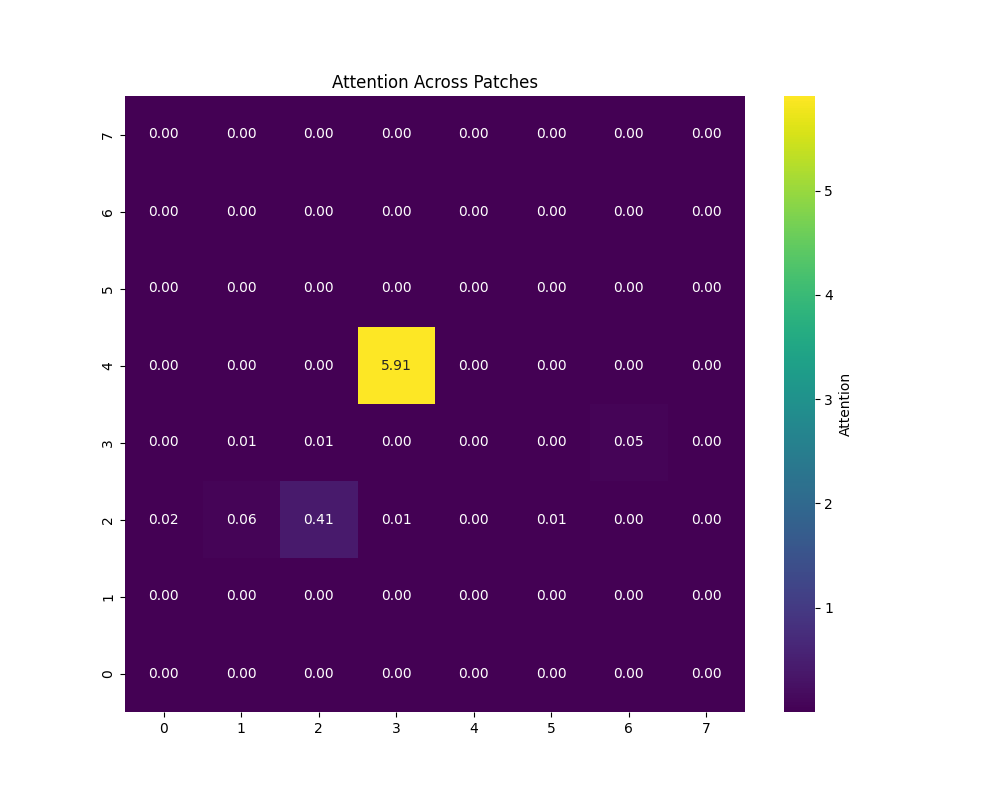 Attention Across Patches
7 0.00 0.00 0.00 0.00 0.00 0.00 0.00 0.00
6 0.00 0.00 0.00 0.00 0.00 0.00 0.00 0.00
5 0.00 0.00 0.00 0.00 0.00 0.00 0.00 0.00
4 0.00 0.00 0.00 5.91 0.00 0.00 0.00 0.00
3 0.00 0.01 0.01 0.00 0.00 0.00 0.05 0.00
2 0.02 0.06 0.41 0.01 0.00 0.01 0.00 0.00
1 0.00 0.00 0.00 0.00 0.00 0.00 0.00 0.00
0 0.00 0.00 0.00 0.00 0.00 0.00 0.00 0.00
0 1 2 3 4 5 6 7
5
4
3
2
1
Attention